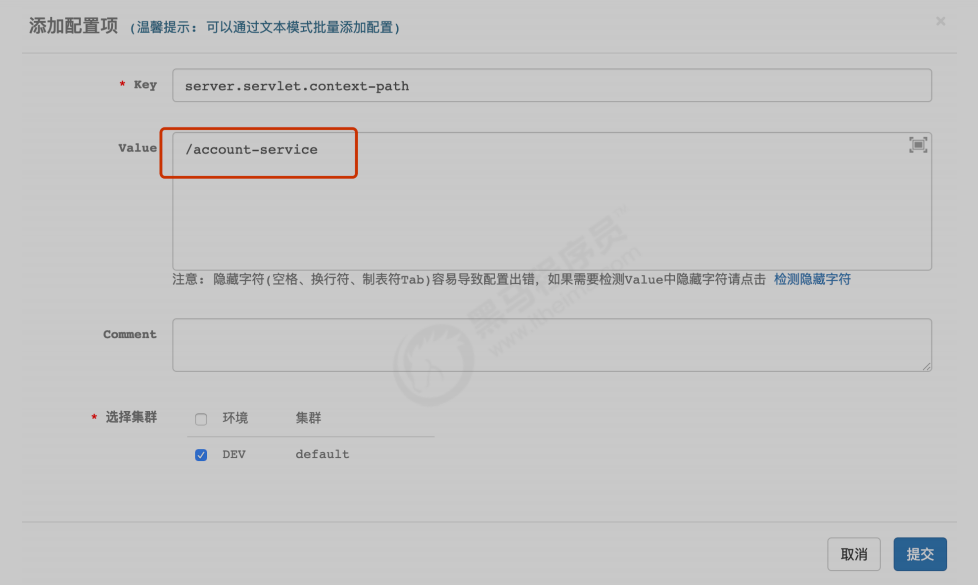 添加配置项 (温馨提示: 可以通过文本模式批量添加配置)
×
* Key
server.servlet.context-path
Value
/account-service
注意: 隐藏字符(空格、换行符、制表符Tab)容易导致配置出错, 如果需要检测Value中隐藏字符请点击 检测隐藏字符
黑马程序员
www.itheima.com
Comment
* 选择集群
环境 集群
DEV default
取消 提交